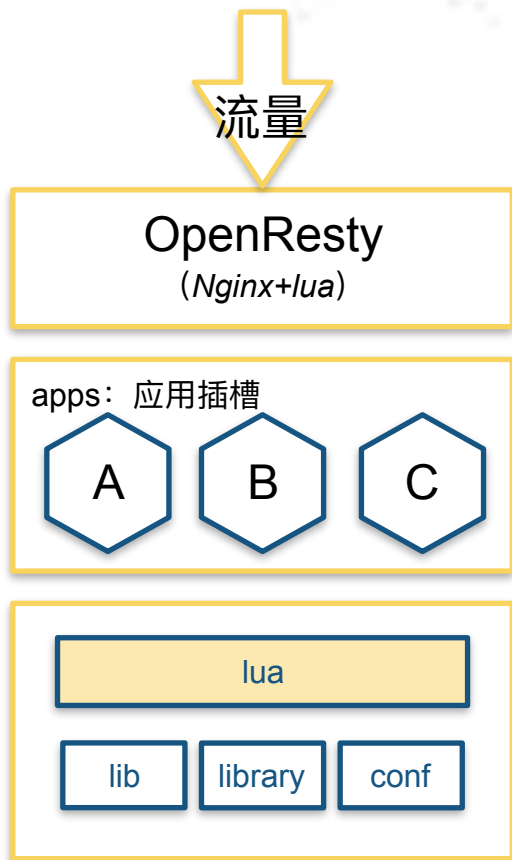 流量
OpenResty
（Nginx+lua）
apps：应用插槽
A B C
lua
lib library conf